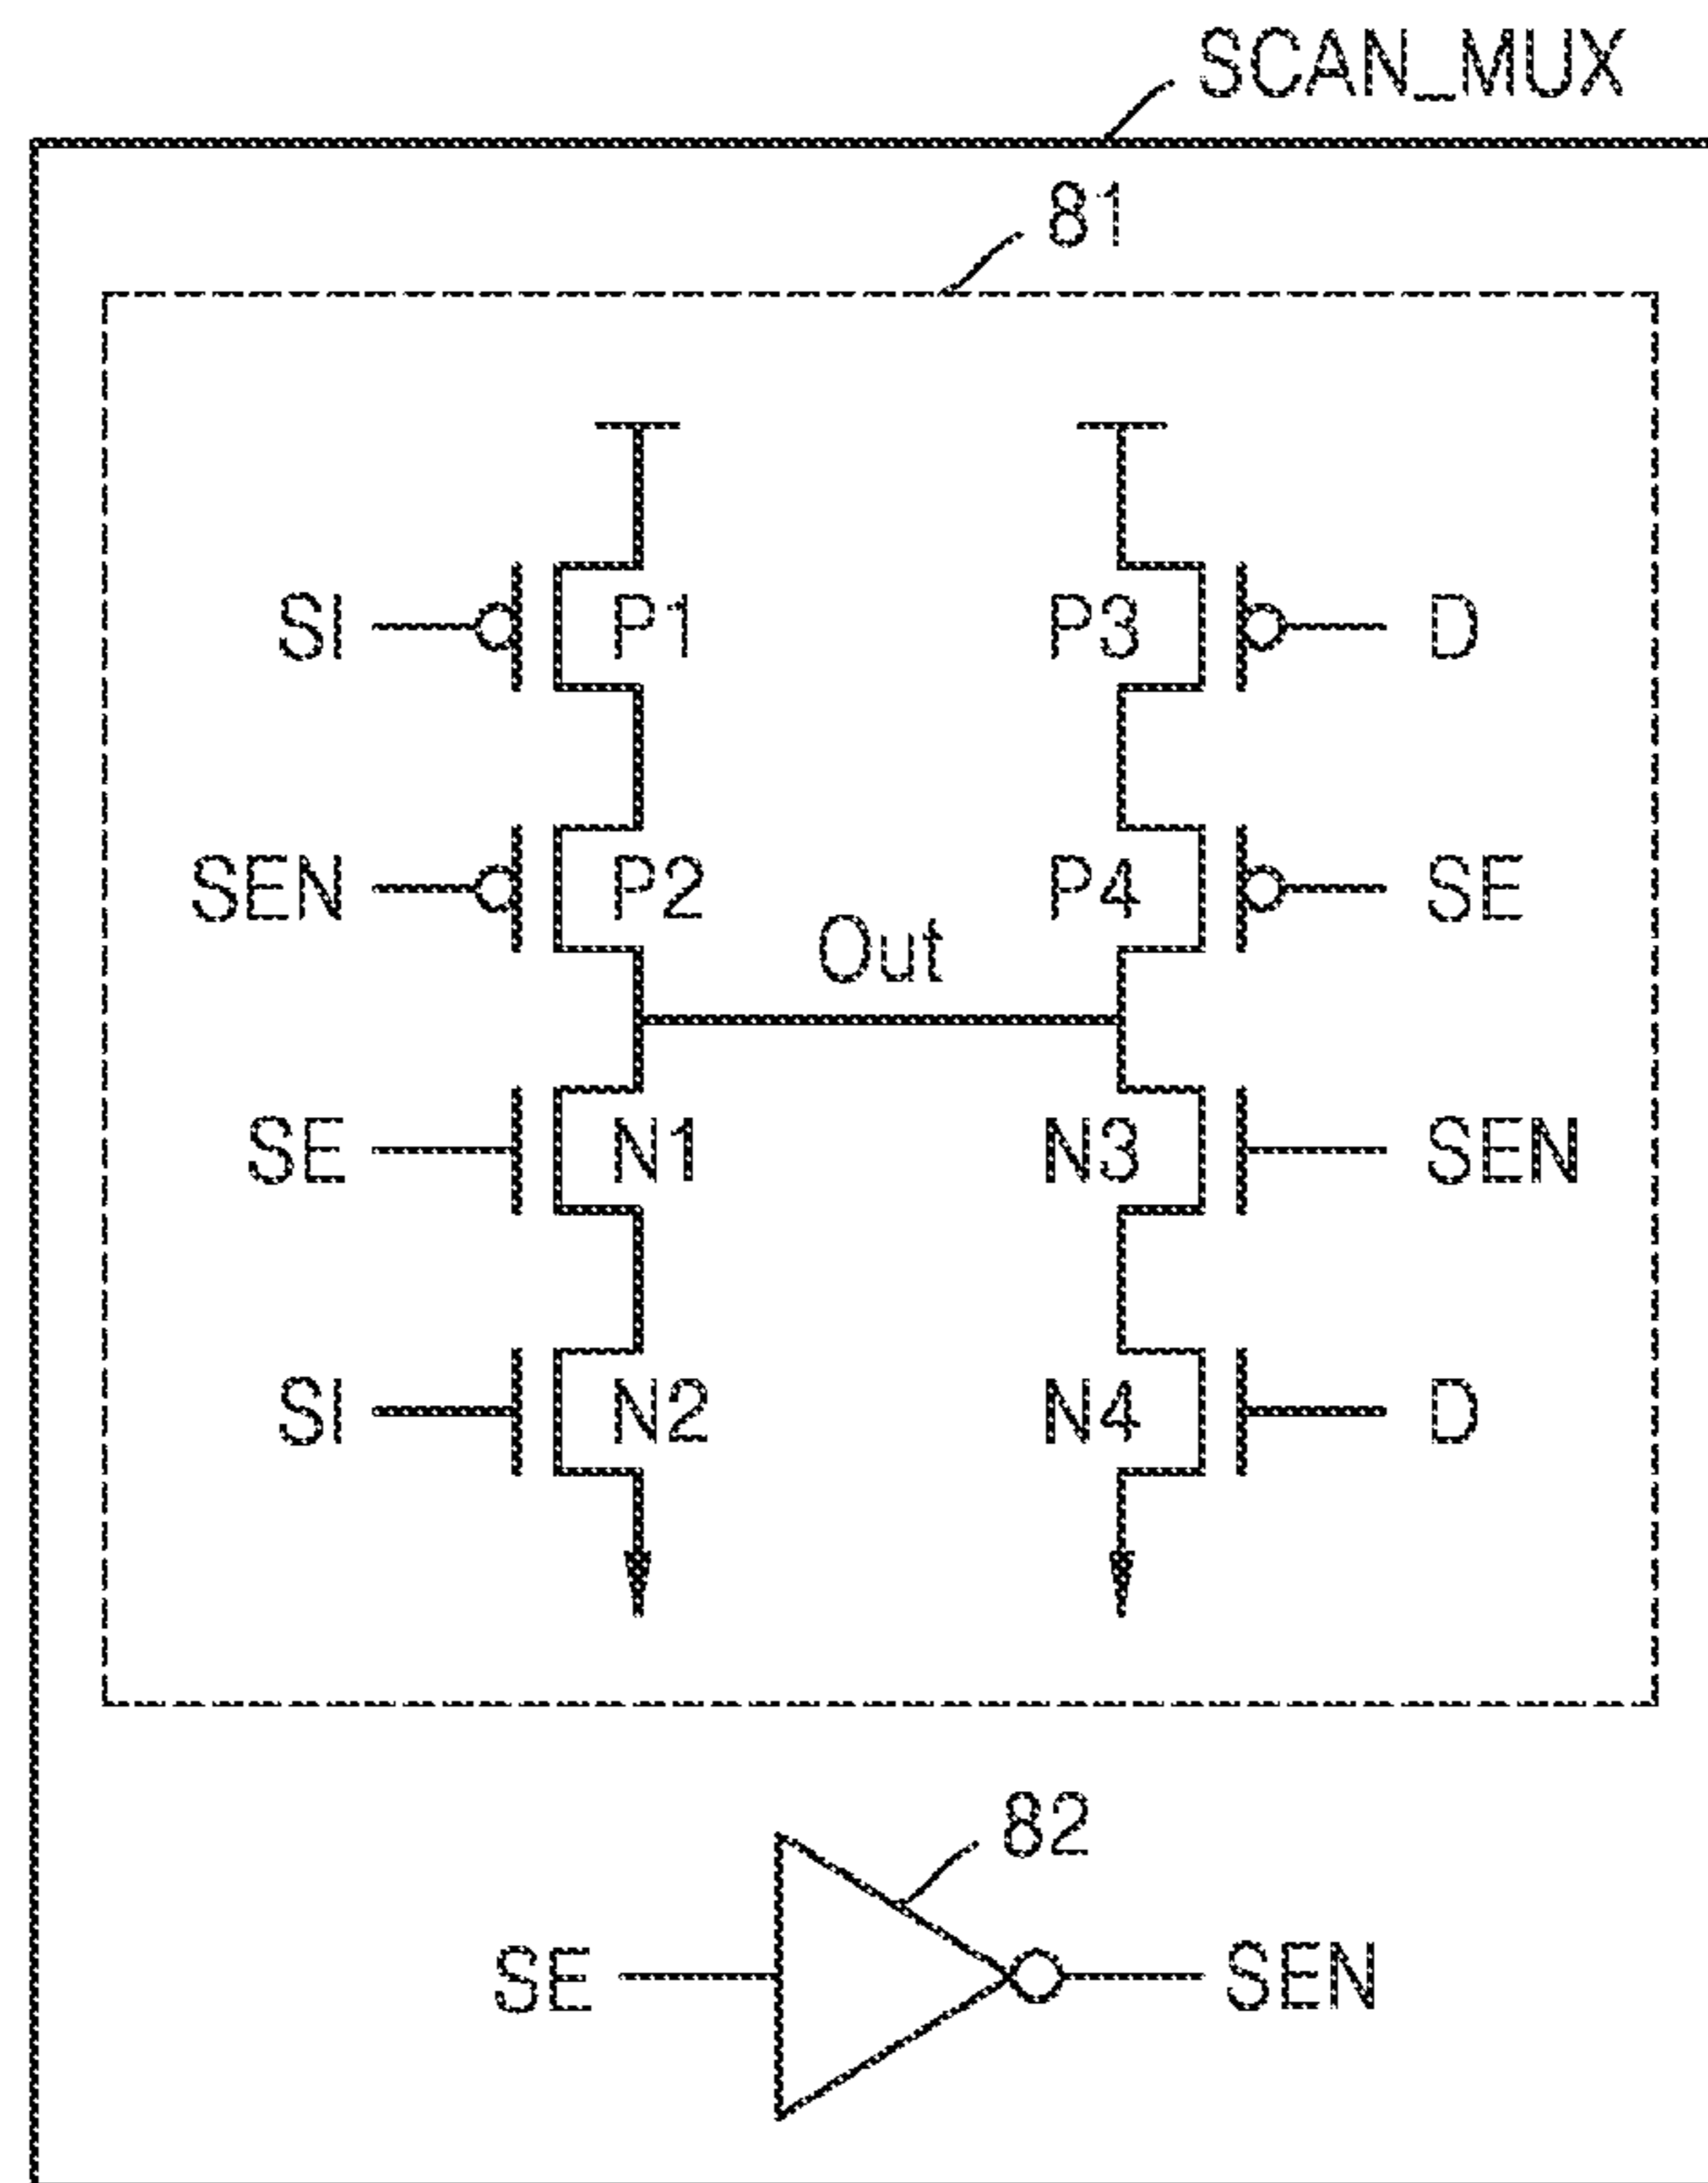 SCAN_MUX
81
SI P1 P3 D
SEN P2 P4 SE
Out
SE N1 N3 SEN
SI N2 N4 D
82
SE SEN